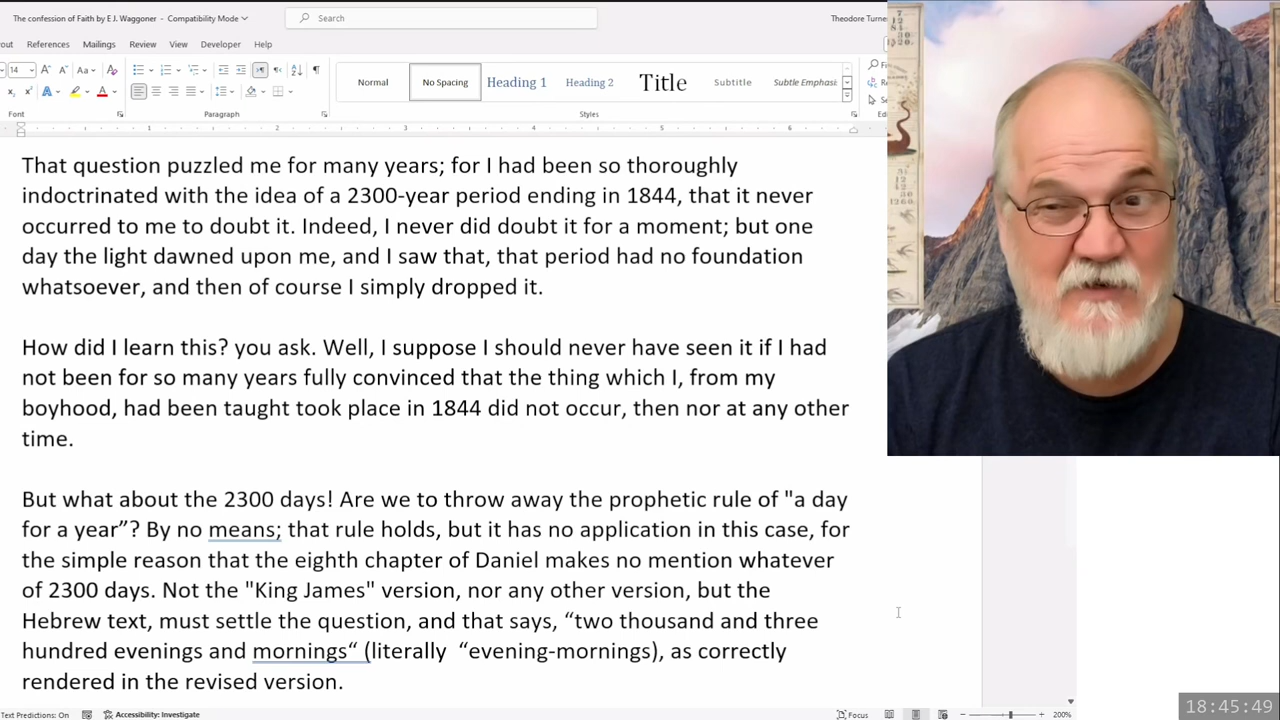 The confession of Faith by E J. Waggoner - Compatibility Mode
Search
Theodore Turner
out References Mailings Review View Developer Help
14 Aa
Normal No Spacing Heading 1 Heading 2 Title Subtitle Subtle Emphasi
Font Paragraph Styles
1 2 3 4 5 6
That question puzzled me for many years; for I had been so thoroughly
indoctrinated with the idea of a 2300-year period ending in 1844, that it never
occurred to me to doubt it. Indeed, I never did doubt it for a moment; but one
day the light dawned upon me, and I saw that, that period had no foundation
whatsoever, and then of course I simply dropped it.
How did I learn this? you ask. Well, I suppose I should never have seen it if I had
not been for so many years fully convinced that the thing which I, from my
boyhood, had been taught took place in 1844 did not occur, then nor at any other
time.
But what about the 2300 days! Are we to throw away the prophetic rule of "a day
for a year”? By no means; that rule holds, but it has no application in this case, for
the simple reason that the eighth chapter of Daniel makes no mention whatever
of 2300 days. Not the "King James" version, nor any other version, but the
Hebrew text, must settle the question, and that says, “two thousand and three
hundred evenings and mornings“ (literally “evening-mornings), as correctly
rendered in the revised version.
Text Predictions: On Accessibility: Investigate Focus 200%
18:45:49